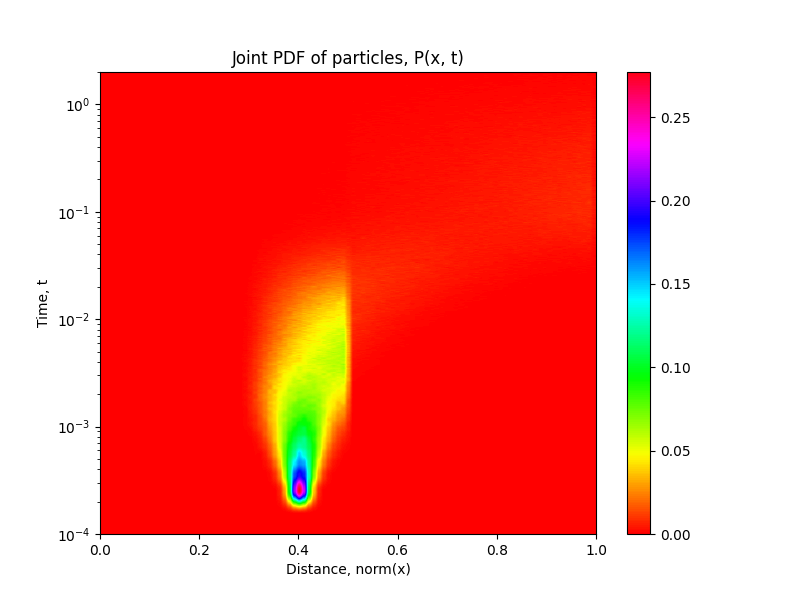 Joint PDF of particles, P(x, t)
10⁰
10⁻¹
10⁻²
10⁻³
10⁻⁴
Time, t
0.0 0.2 0.4 0.6 0.8 1.0
Distance, norm(x)
0.25
0.20
0.15
0.10
0.05
0.00